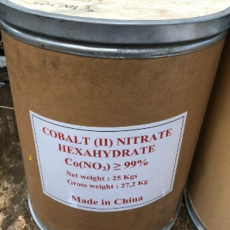 COBALT (II) NITRATE
HEXAHYDRATE
Co(NO₃) ≥ 99%
Net weight : 25 Kgs
Gross weight : 27,2 Kg
Made in China